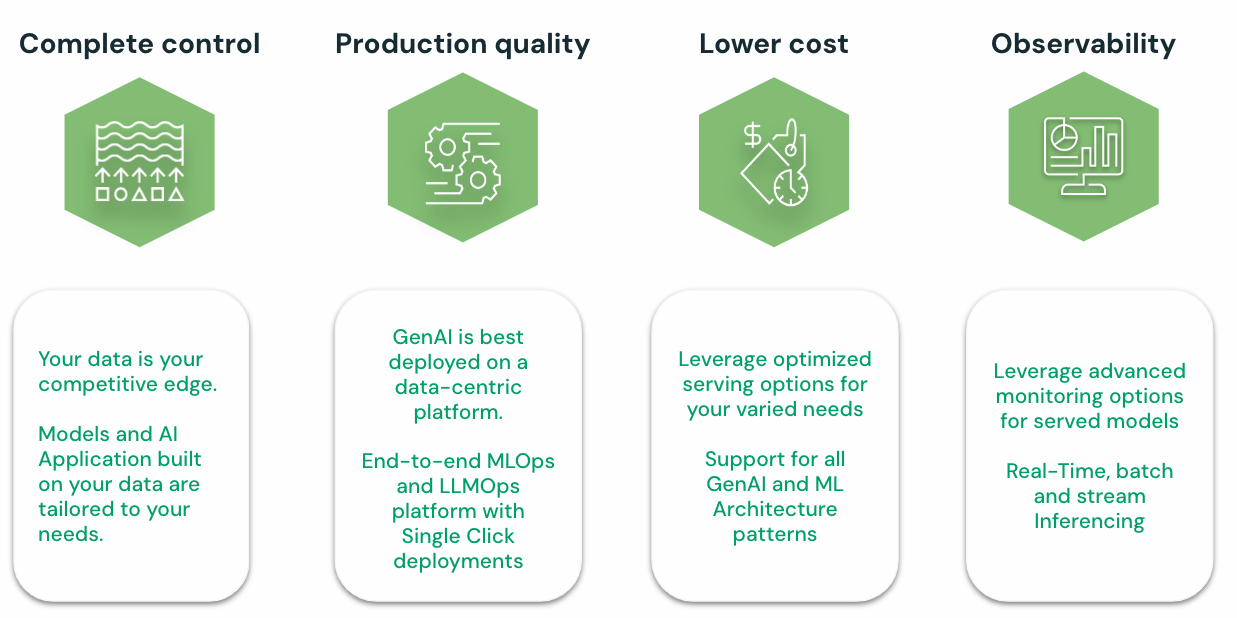 Complete control
Your data is your
competitive edge.
Models and AI
Application built
on your data are
tailored to your
needs.
Production quality
GenAI is best
deployed on a
data-centric
platform.
End-to-end MLOps
and LLMOps
platform with
Single Click
deployments
Lower cost
$
Leverage optimized
serving options for
your varied needs
Support for all
GenAI and ML
Architecture
patterns
Observability
Leverage advanced
monitoring options
for served models
Real-Time, batch
and stream
Inferencing